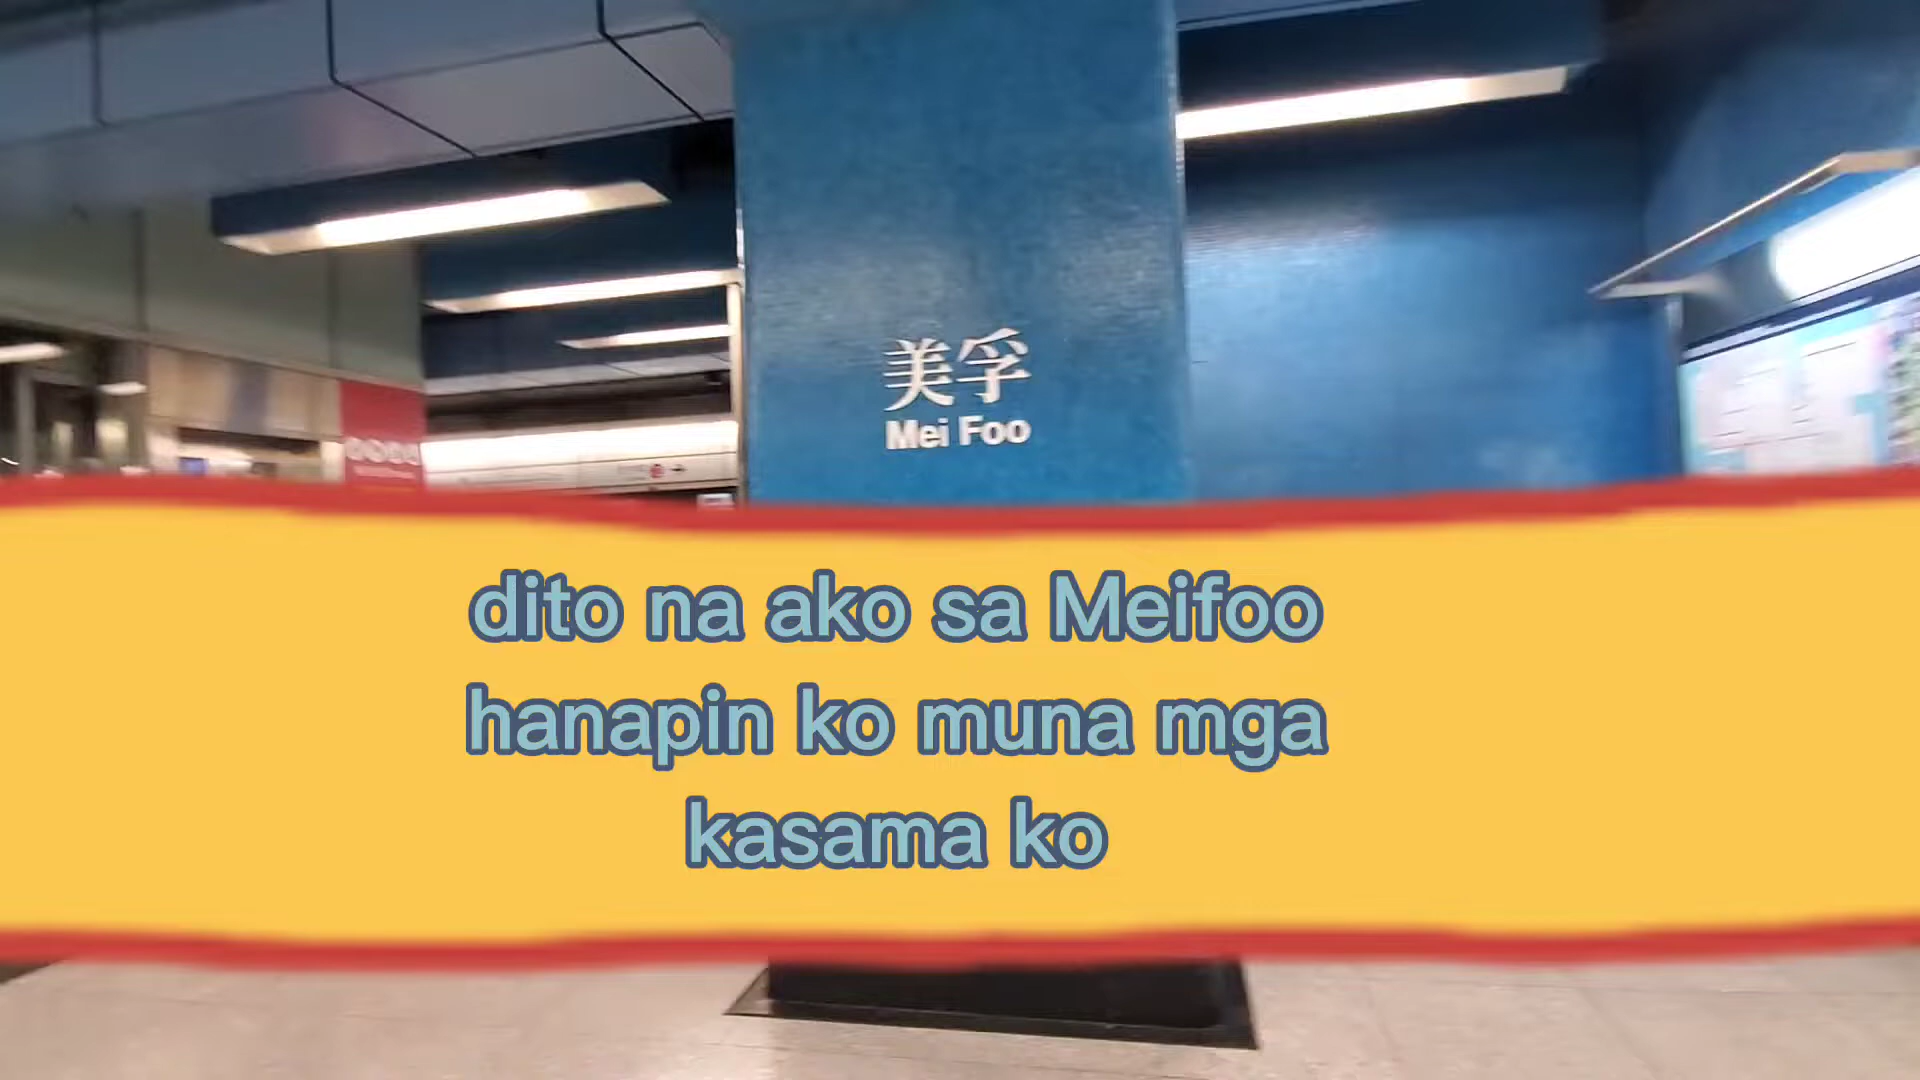 美孚
Mei Foo
dito na ako sa Meifoo
hanapin ko muna mga
kasama ko